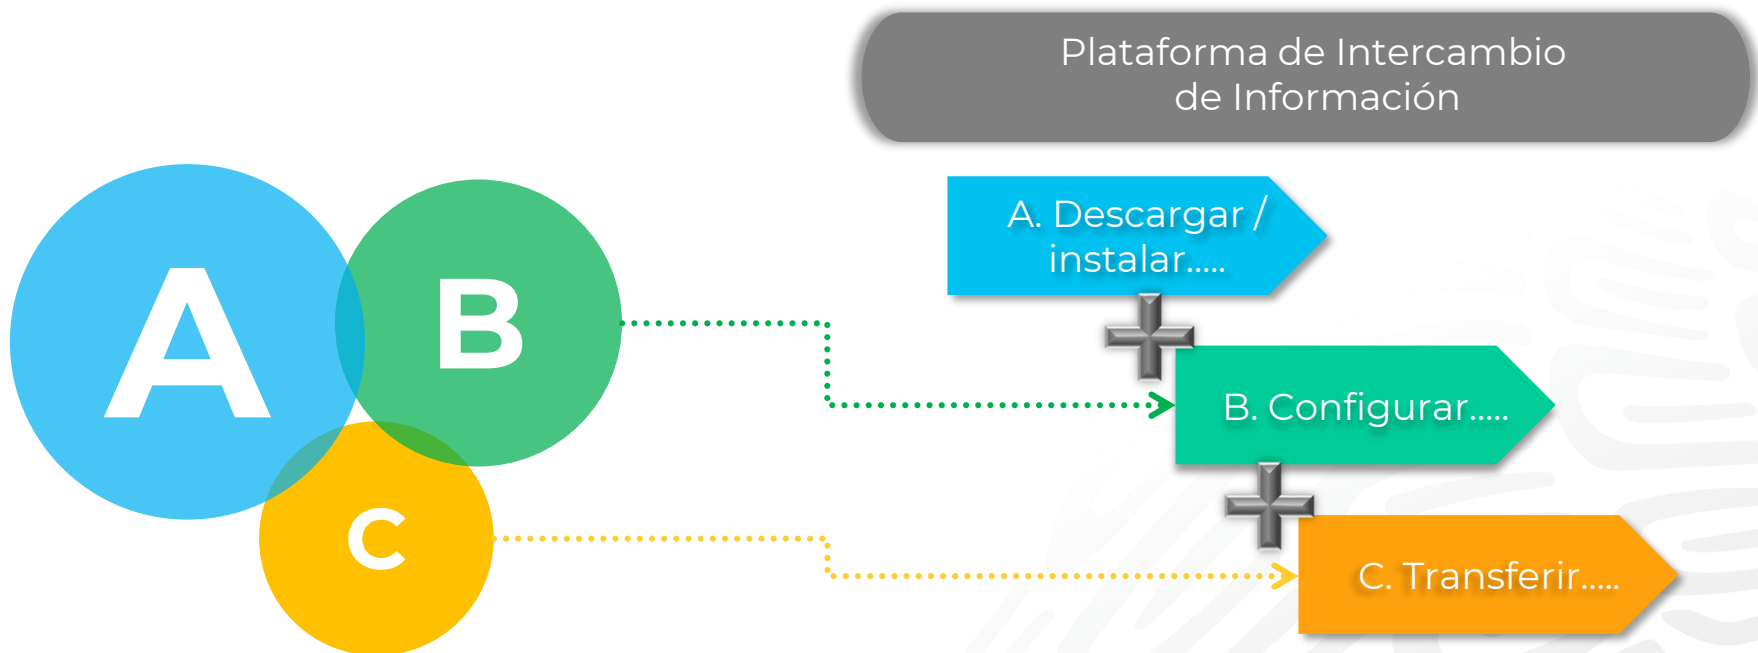 Plataforma de Intercambio
de Información
A
B
C
A. Descargar /
instalar.....
B. Configurar.....
C. Transferir.....